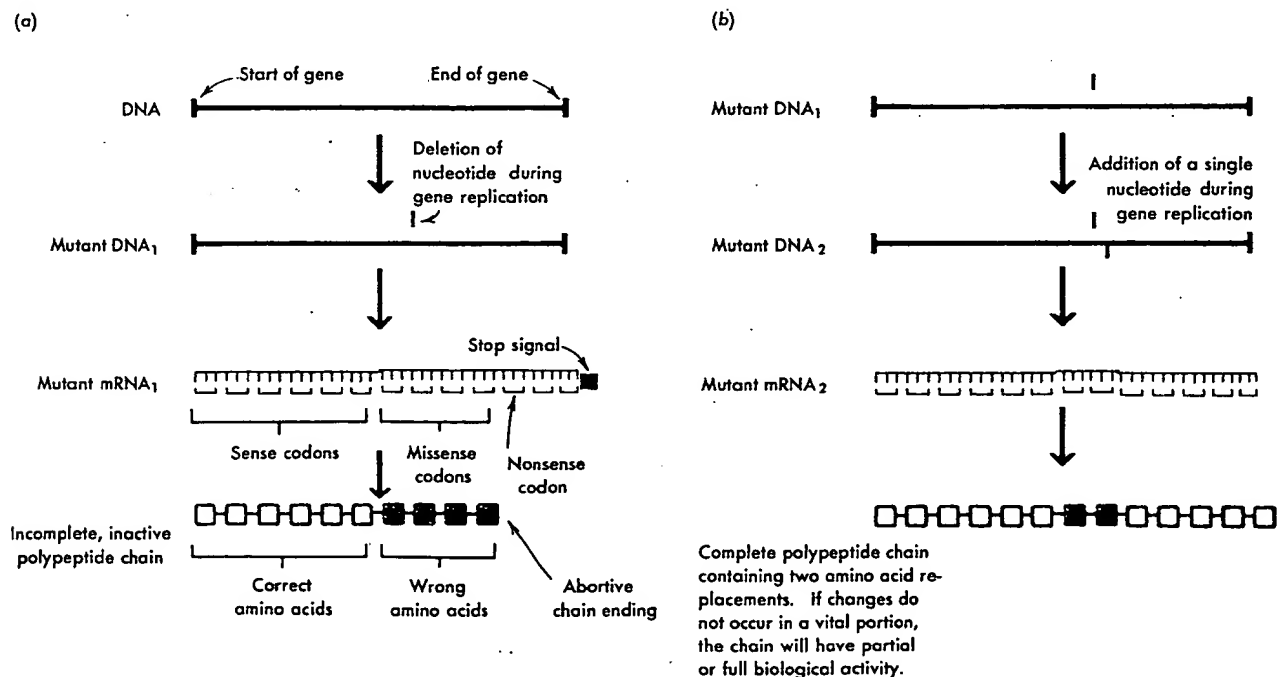 (a)
Start of gene
End of gene
DNA
Deletion of
nucleotide during
gene replication
Mutant DNA1
Stop signal
Mutant mRNA1
Sense codons
Missense
codons
Nonsense
codon
Incomplete, inactive
polypeptide chain
Correct
amino acids
Wrong
amino acids
Abortive
chain ending
(b)
Mutant DNA1
Addition of a single
nucleotide during
gene replication
Mutant DNA2
Mutant mRNA2
Complete polypeptide chain
containing two amino acid re-
placements. If changes do
not occur in a vital portion,
the chain will have partial
or full biological activity.